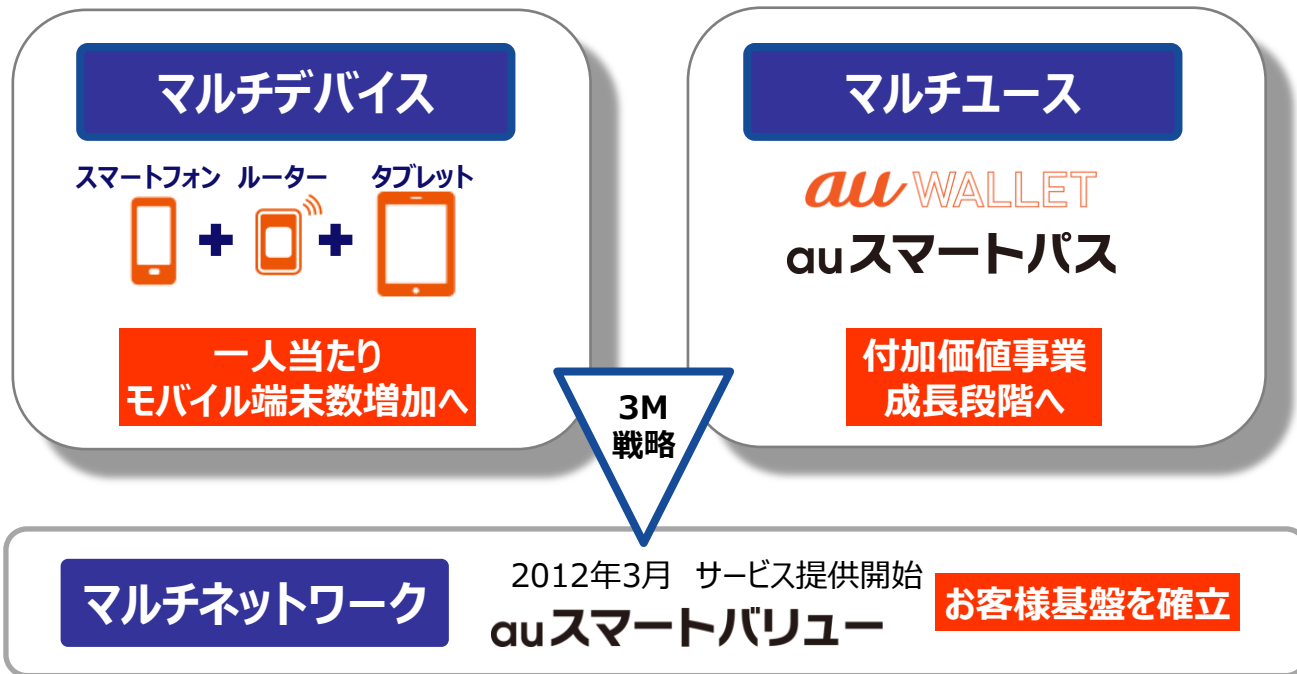 マルチデバイス
スマートフォン ルーター タブレット
一人当たり
モバイル端末数増加へ
マルチユース
au WALLET
auスマートパス
付加価値事業
成長段階へ
3M
戦略
マルチネットワーク
2012年3月 サービス提供開始
auスマートバリュー
お客様基盤を確立